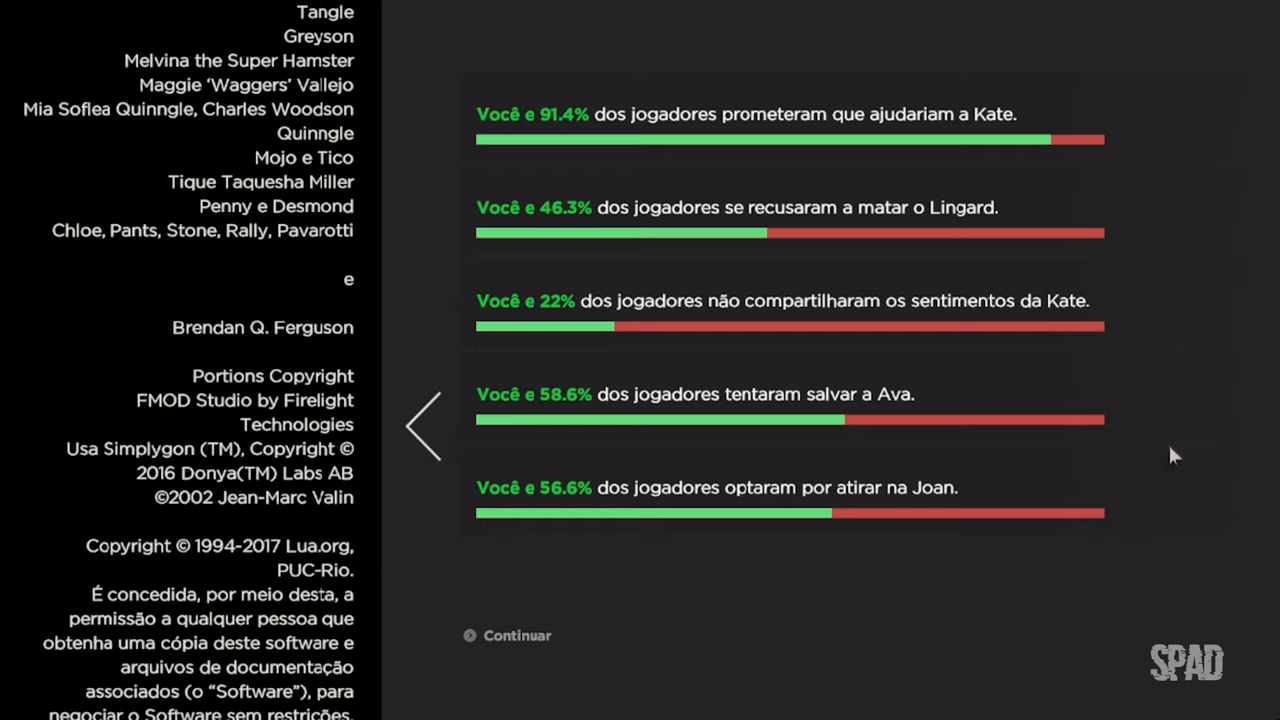 Tangle
Greyson
Melvina the Super Hamster
Maggie ‘Waggers’ Vallejo
Mia Soflea Quinngle, Charles Woodson
Quinngle
Mojo e Tico
Tique Taquesha Miller
Penny e Desmond
Chloe, Pants, Stone, Rally, Pavarotti
e
Brendan Q. Ferguson
Portions Copyright
FMOD Studio by Firelight
Technologies
Usa Simplygon (TM), Copyright ©
2016 Donya(TM) Labs AB
©2002 Jean-Marc Valin
Copyright © 1994-2017 Lua.org,
PUC-Rio.
É concedida, por meio desta, a
permissão a qualquer pessoa que
obtenha uma cópia deste software e
arquivos de documentação
associados (o “Software”), para
negociar o Software sem restrições,
Você e 91.4% dos jogadores prometeram que ajudariam a Kate.
Você e 46.3% dos jogadores se recusaram a matar o Lingard.
Você e 22% dos jogadores não compartilharam os sentimentos da Kate.
Você e 58.6% dos jogadores tentaram salvar a Ava.
Você e 56.6% dos jogadores optaram por atirar na Joan.
Continuar
SPAD